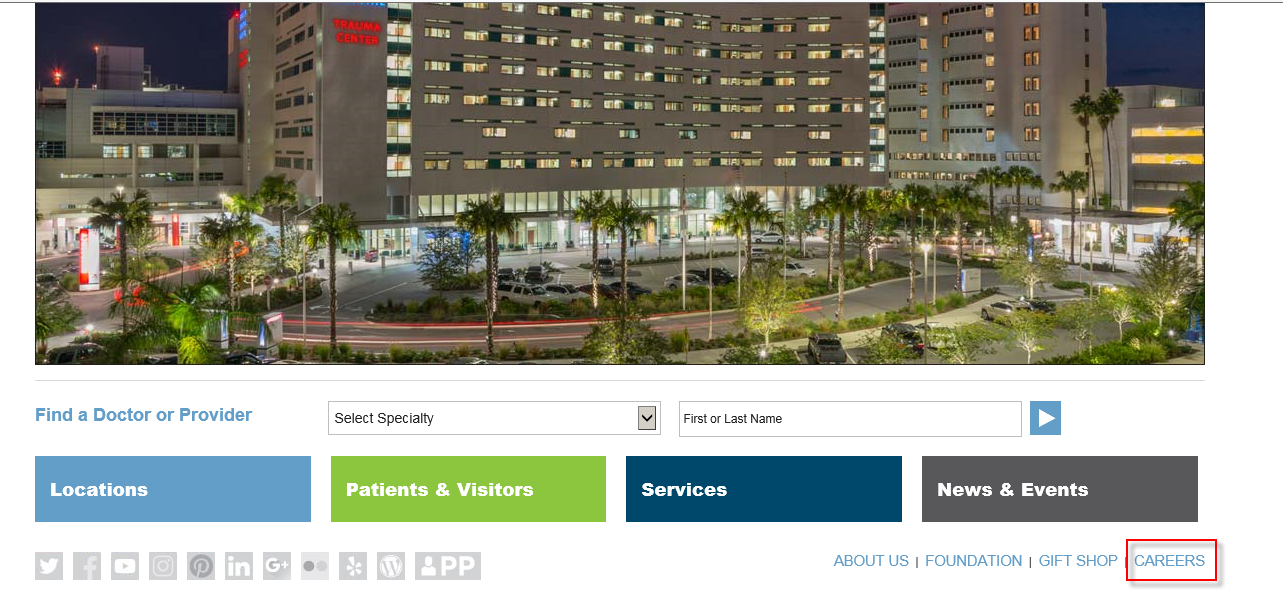 TRAUMA
CENTER
Find a Doctor or Provider
Select Specialty
First or Last Name
Locations
Patients & Visitors
Services
News & Events
G+
PP
ABOUT US | FOUNDATION | GIFT SHOP | CAREERS